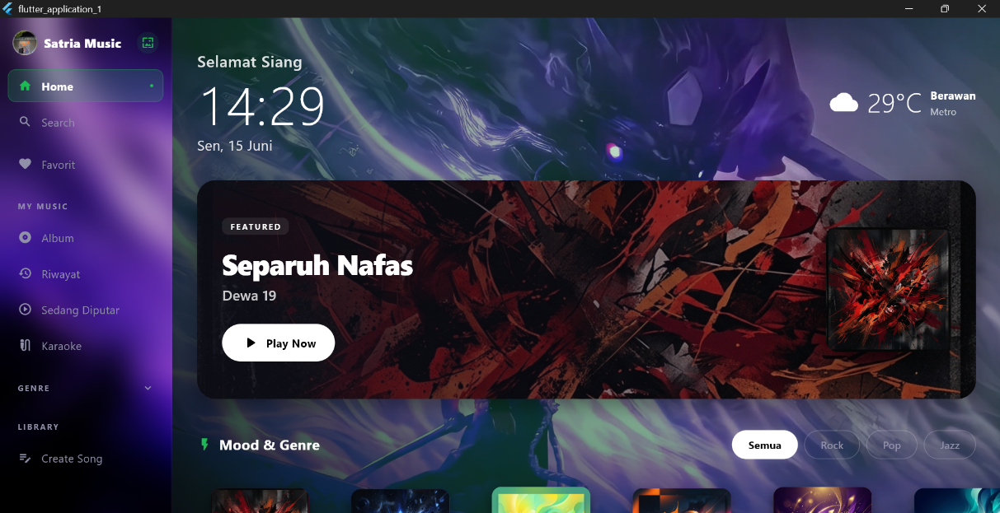 flutter_application_1
Satria Music
Home
Search
Favorit
MY MUSIC
Album
Riwayat
Sedang Diputar
Karaoke
GENRE
LIBRARY
Create Song
Selamat Siang
14:29
Sen, 15 Juni
29°C
Berawan
Metro
FEATURED
Separuh Nafas
Dewa 19
Play Now
Mood & Genre
Semua
Rock
Pop
Jazz